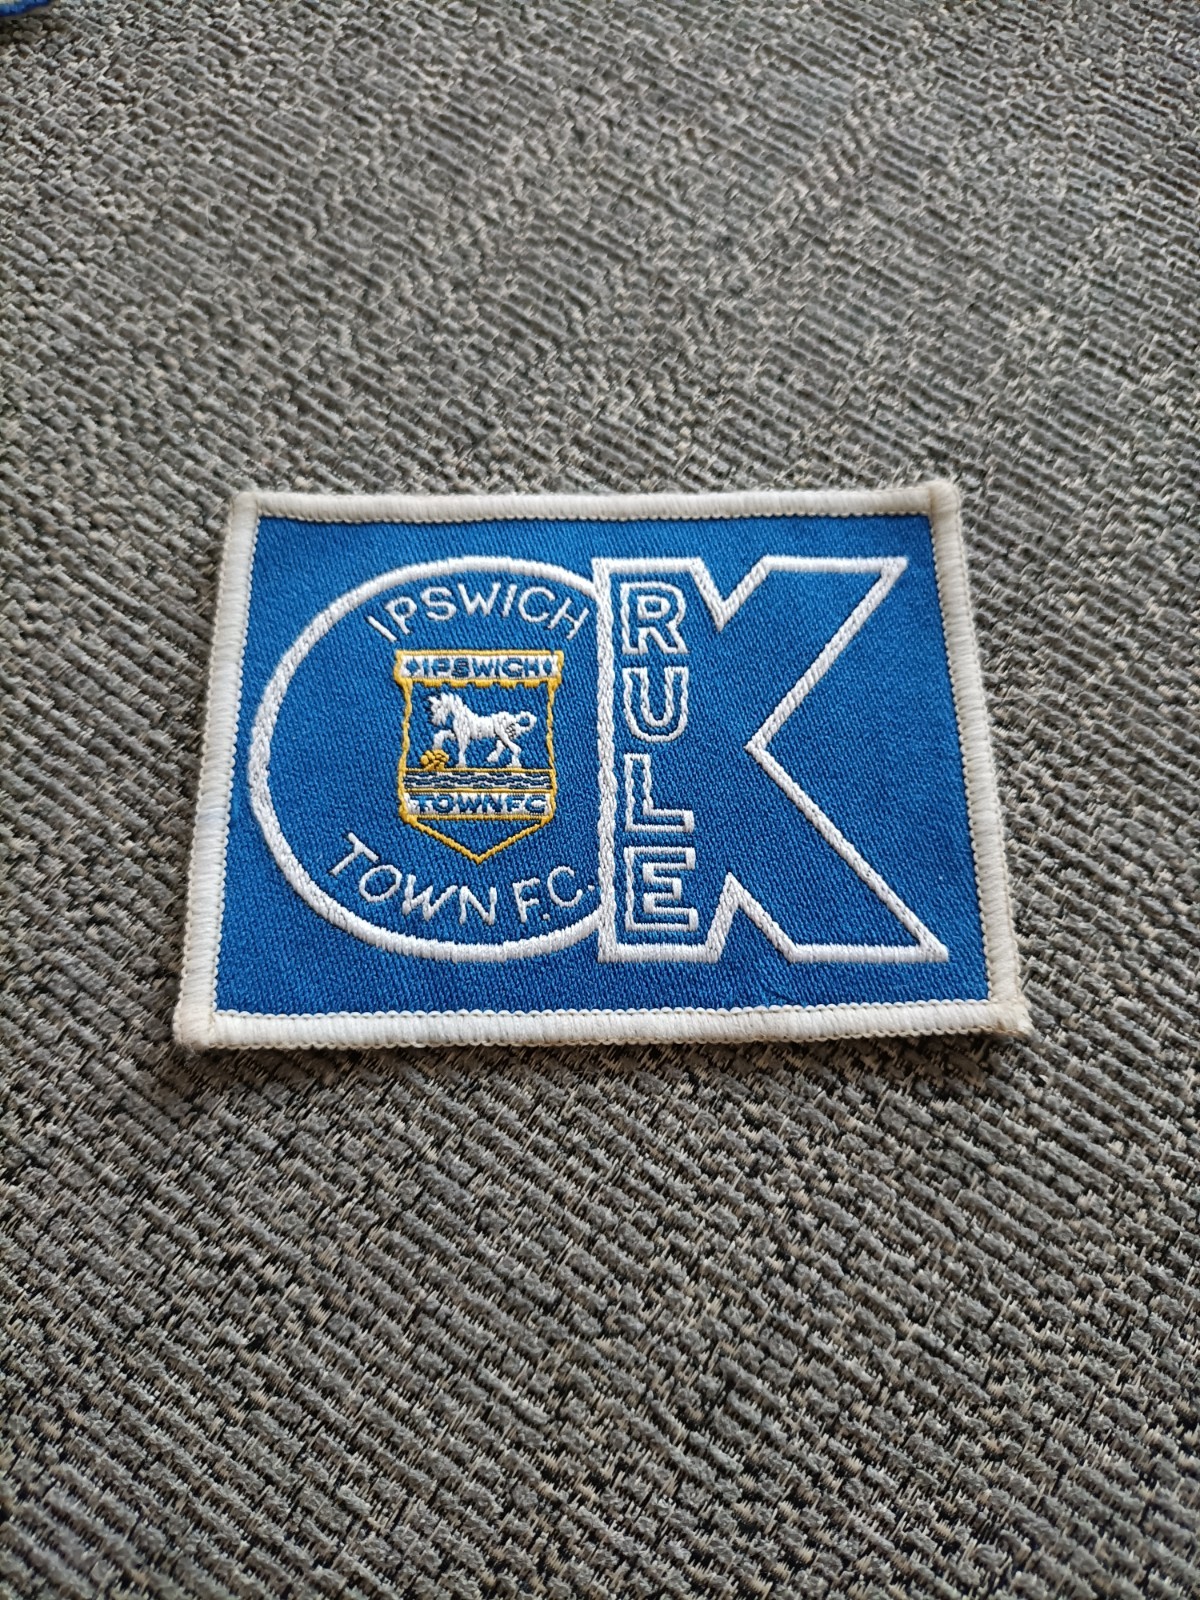 IPSWICH
IPSWICH
TOWN FC
TOWN F.C.
OK
RULE